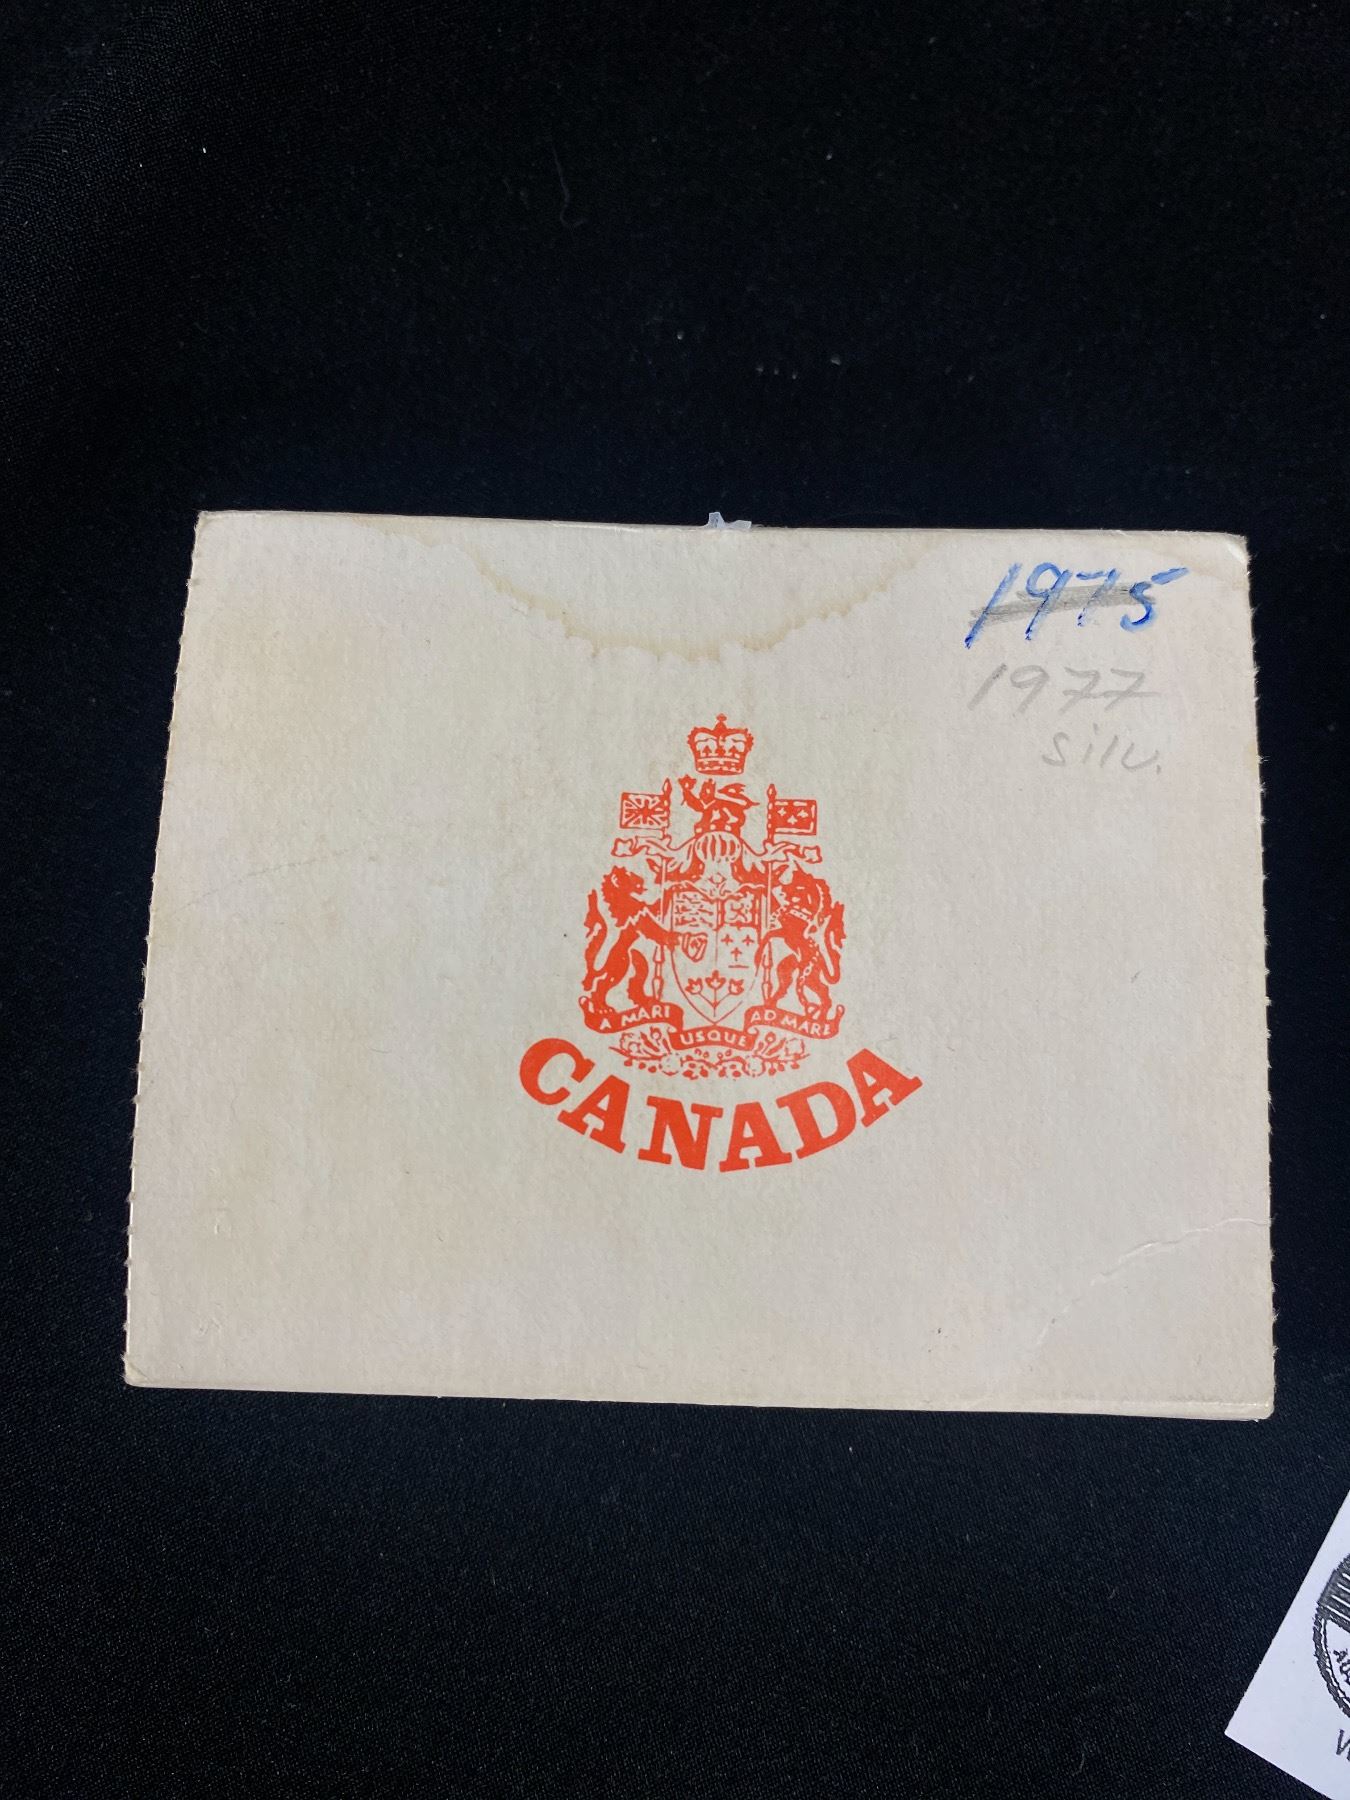 1975
1977
silv.
A MARI USQUE AD MARE
CANADA